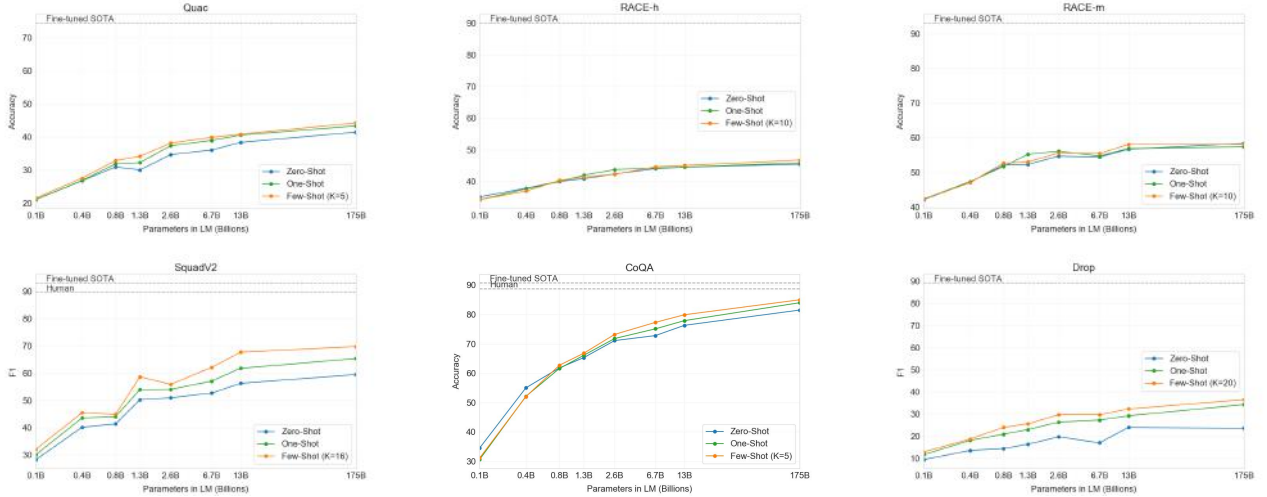 Quac
Fine-tuned SOTA
70
60
50
40
30
20
Accuracy
Zero-Shot
One-Shot
Few-Shot (K=5)
0.1B 0.4B 0.8B 1.3B 2.6B 6.7B 13B 175B
Parameters in LM (Billions)
RACE-h
Fine-tuned SOTA
90
80
70
60
50
40
Accuracy
Zero-Shot
One-Shot
Few-Shot (K=10)
0.1B 0.4B 0.8B 1.3B 2.6B 6.7B 13B 175B
Parameters in LM (Billions)
RACE-m
Fine-tuned SOTA
90
80
70
60
50
40
Accuracy
Zero-Shot
One-Shot
Few-Shot (K=10)
0.1B 0.4B 0.8B 1.3B 2.6B 6.7B 13B 175B
Parameters in LM (Billions)
SquadV2
Fine-tuned SOTA
Human
90
80
70
60
50
40
30
F1
Zero-Shot
One-Shot
Few-Shot (K=16)
0.1B 0.4B 0.8B 1.3B 2.6B 6.7B 13B 175B
Parameters in LM (Billions)
CoQA
Fine-tuned SOTA
Human
90
80
70
60
50
40
30
Accuracy
Zero-Shot
One-Shot
Few-Shot (K=5)
0.1B 0.4B 0.8B 1.3B 2.6B 6.7B 13B 175B
Parameters in LM (Billions)
Drop
Fine-tuned SOTA
90
80
70
60
50
40
30
20
10
F1
Zero-Shot
One-Shot
Few-Shot (K=20)
0.1B 0.4B 0.8B 1.3B 2.6B 6.7B 13B 175B
Parameters in LM (Billions)